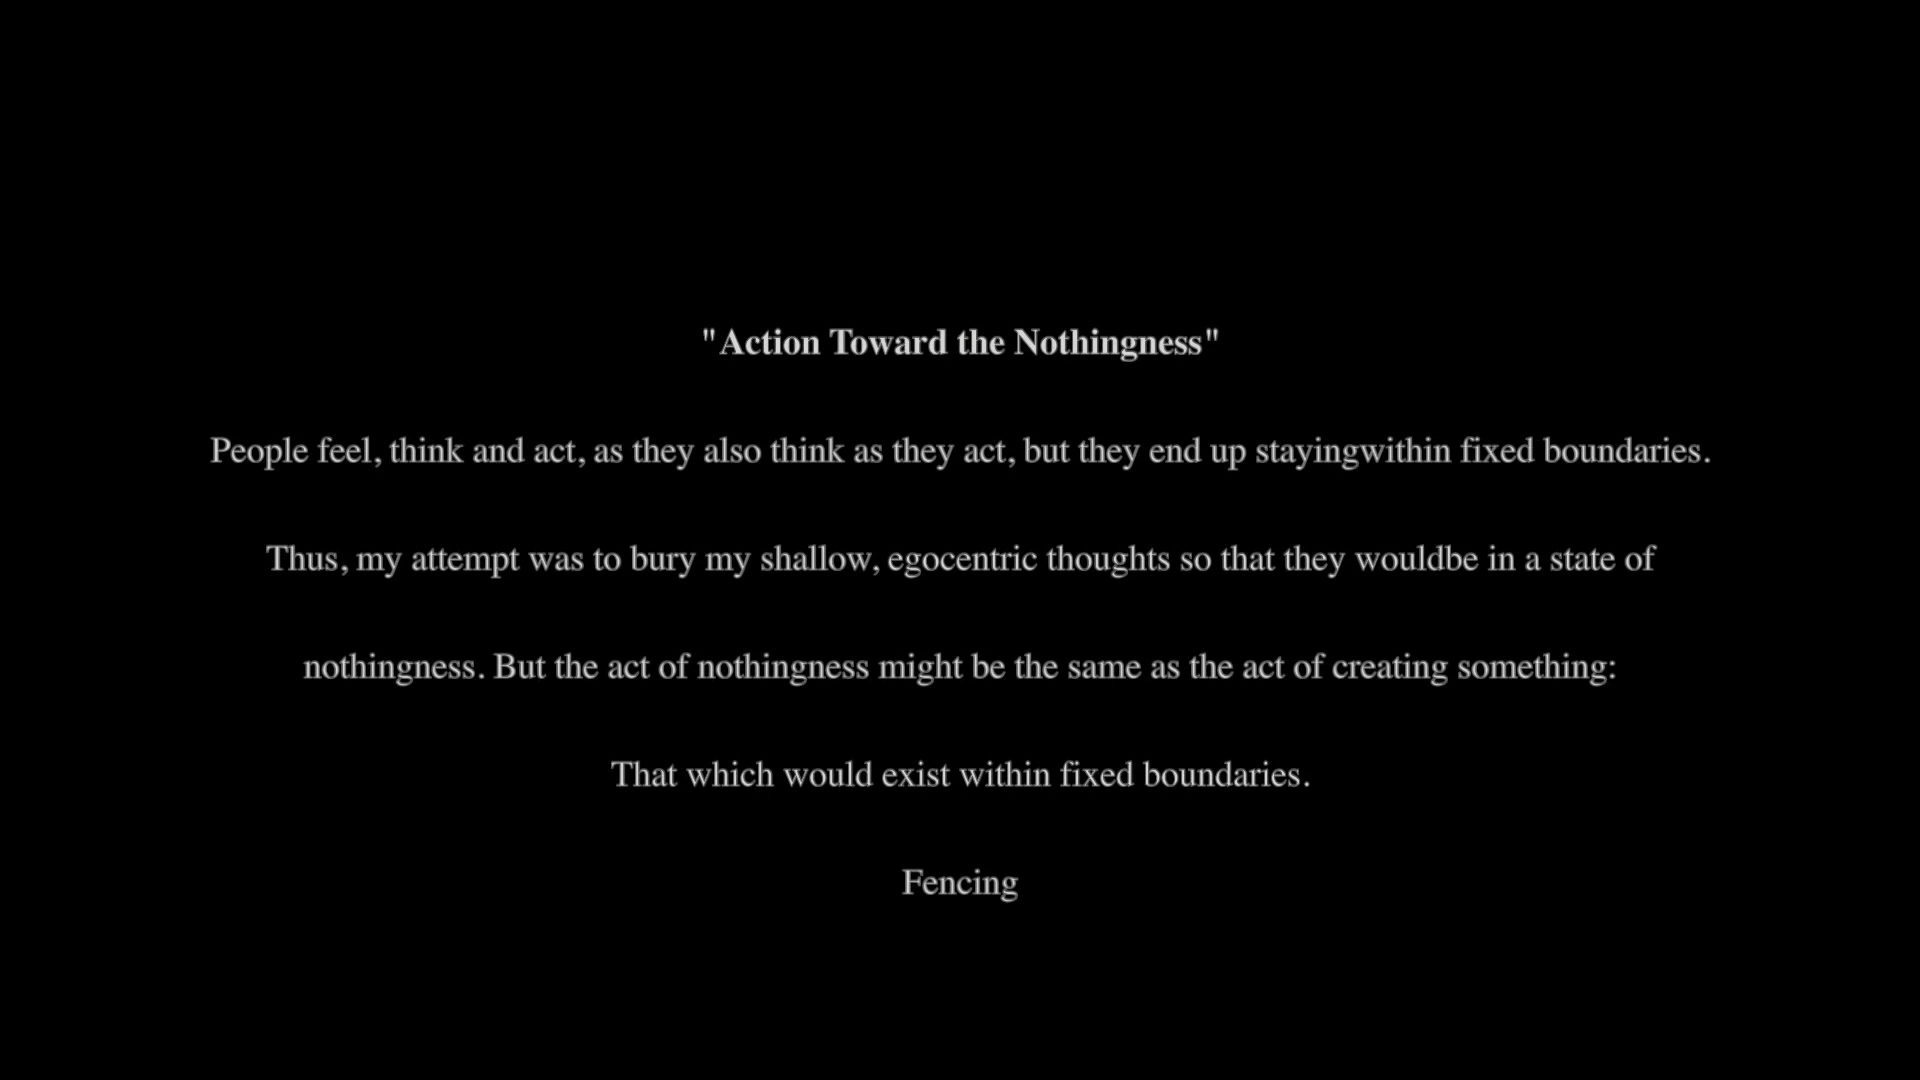 "Action Toward the Nothingness"
People feel, think and act, as they also think as they act, but they end up stayingwithin fixed boundaries.
Thus, my attempt was to bury my shallow, egocentric thoughts so that they wouldbe in a state of
nothingness. But the act of nothingness might be the same as the act of creating something:
That which would exist within fixed boundaries.
Fencing